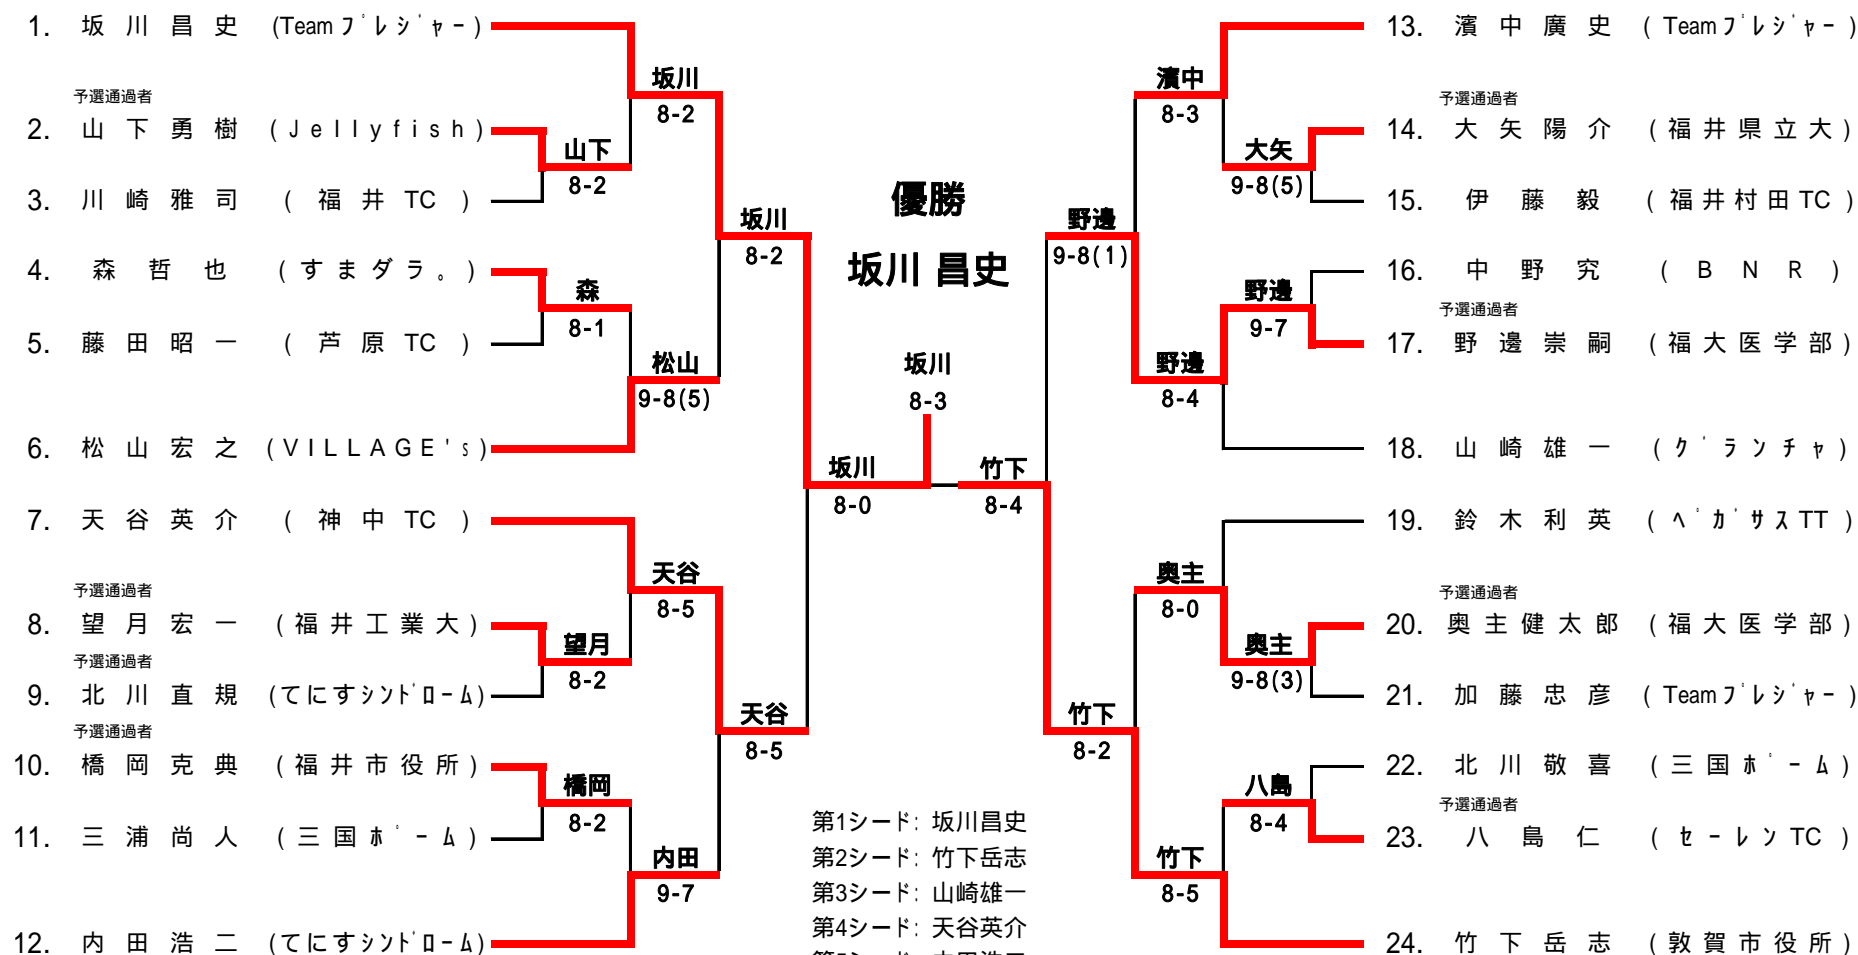 1. 坂川昌史 (Teamﾌﾟﾚｼﾞｬｰ)
予選通過者
2. 山下勇樹 (Jellyfish)
3. 川崎雅司 (福井TC)
4. 森哲也 (すまダラ。)
5. 藤田昭一 (芦原TC)
6. 松山宏之 (VILLAGE's)
7. 天谷英介 (神中TC)
予選通過者
8. 望月宏一 (福井工業大)
予選通過者
9. 北川直規 (てにすｼﾝﾄﾞﾛｰﾑ)
予選通過者
10. 橋岡克典 (福井市役所)
11. 三浦尚人 (三国ﾎｰﾑ)
12. 内田浩二 (てにすｼﾝﾄﾞﾛｰﾑ)
山下
8-2
森
8-1
望月
8-2
橋岡
8-2
坂川
8-2
松山
9-8(5)
天谷
8-5
内田
9-7
坂川
8-2
天谷
8-5
坂川
8-0
優勝
坂川 昌史
坂川
8-3
竹下
8-4
野邊
9-8(1)
竹下
8-2
濱中
8-3
野邊
8-4
奥主
8-0
竹下
8-5
大矢
9-8(5)
野邊
9-7
奥主
9-8(3)
八島
8-4
13. 濱中廣史 (Teamﾌﾟﾚｼﾞｬｰ)
予選通過者
14. 大矢陽介 (福井県立大)
15. 伊藤毅 (福井村田TC)
16. 中野究 (BNR)
予選通過者
17. 野邊崇嗣 (福大医学部)
18. 山崎雄一 (ｸﾞランチャ)
19. 鈴木利英 (ﾍﾟｶﾞｻｽTT)
予選通過者
20. 奥主健太郎 (福大医学部)
21. 加藤忠彦 (Teamﾌﾟﾚｼﾞｬｰ)
22. 北川敬喜 (三国ﾎｰﾑ)
予選通過者
23. 八島仁 (セーレンTC)
24. 竹下岳志 (敦賀市役所)
第1シード: 坂川昌史
第2シード: 竹下岳志
第3シード: 山崎雄一
第4シード: 天谷英介